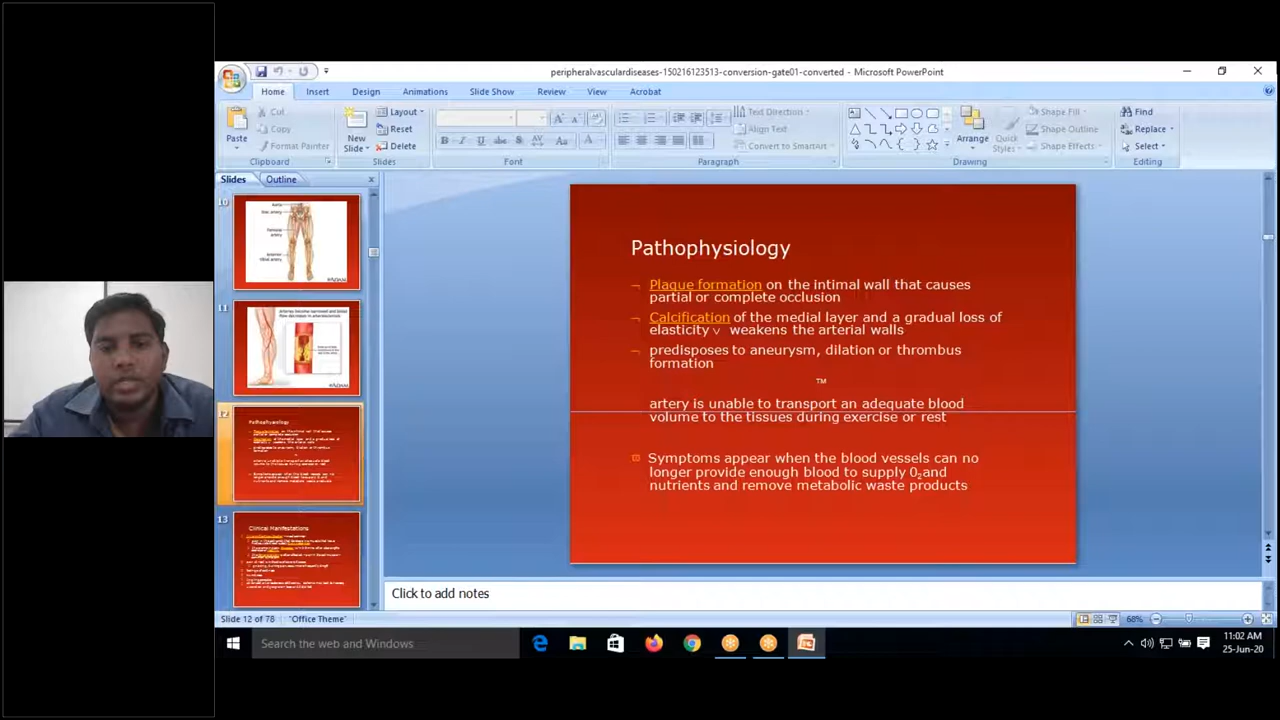 peripheralvasculardiseases-150216123513-conversion-gate01-converted - Microsoft PowerPoint
Home Insert Design Animations Slide Show Review View Acrobat
Cut
Copy
Format Painter
Paste
Clipboard
New Slide
Layout
Reset
Delete
Slides
Font
Text Direction
Align Text
Convert to SmartArt
Paragraph
Arrange
Quick Styles
Shape Fill
Shape Outline
Shape Effects
Drawing
Find
Replace
Select
Editing
Slides Outline
10
11
12
Pathophysiology
13
Clinical Manifestations
Pathophysiology
Plaque formation on the intimal wall that causes
partial or complete occlusion
Calcification of the medial layer and a gradual loss of
elasticity v weakens the arterial walls
predisposes to aneurysm, dilation or thrombus
formation
™
artery is unable to transport an adequate blood
volume to the tissues during exercise or rest
Symptoms appear when the blood vessels can no
longer provide enough blood to supply 02and
nutrients and remove metabolic waste products
Click to add notes
Slide 12 of 78 "Office Theme" 68%
Search the web and Windows
11:02 AM
25-Jun-20